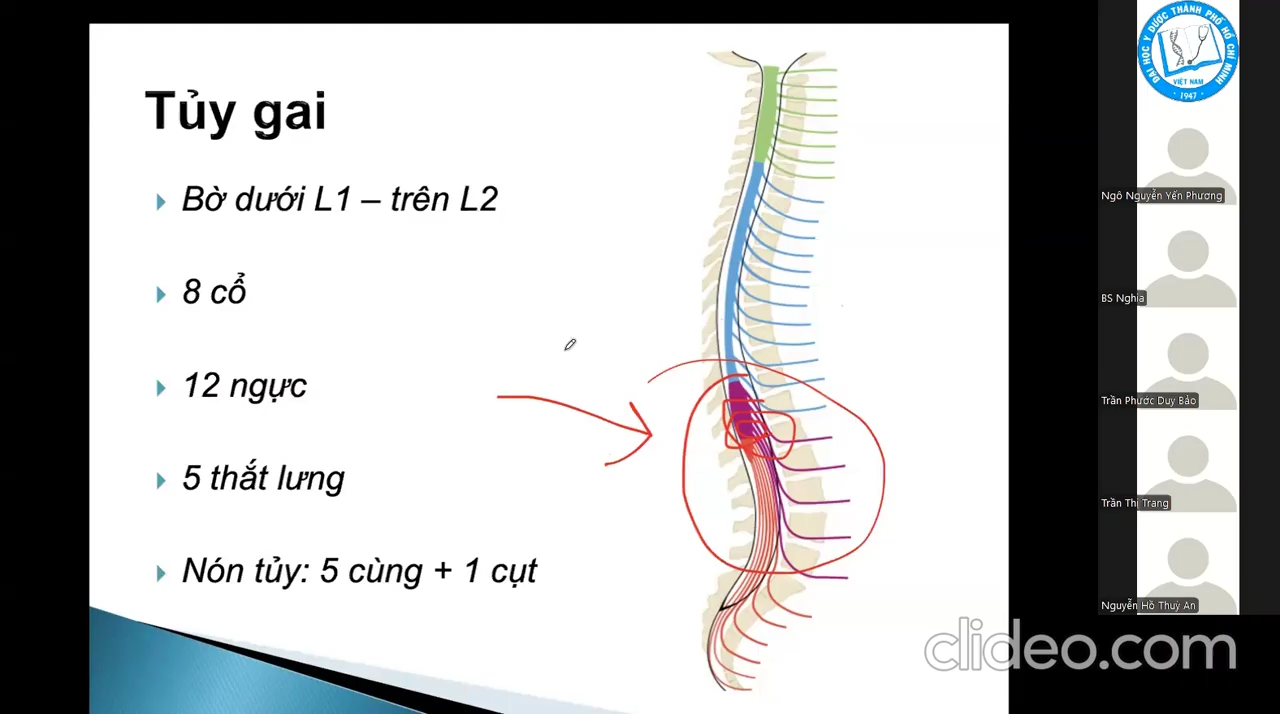 Tủy gai
Bờ dưới L1 – trên L2
8 cổ
12 ngực
5 thắt lưng
Nón tủy: 5 cùng + 1 cụt
ĐẠI HỌC Y DƯỢC THÀNH PHỐ HỒ CHÍ MINH
VIỆT NAM
1947
Ngô Nguyễn Yến Phương
BS Nghia
Trần Phước Duy Bảo
Trần Thị Trang
Nguyễn Hồ Thuỳ An
clideo.com